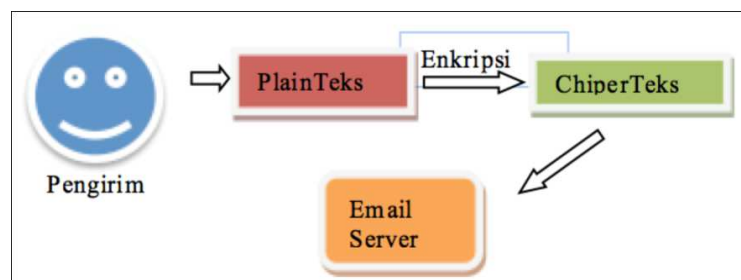 Enkripsi
PlainTeks
ChiperTeks
Pengirim
Email
Server